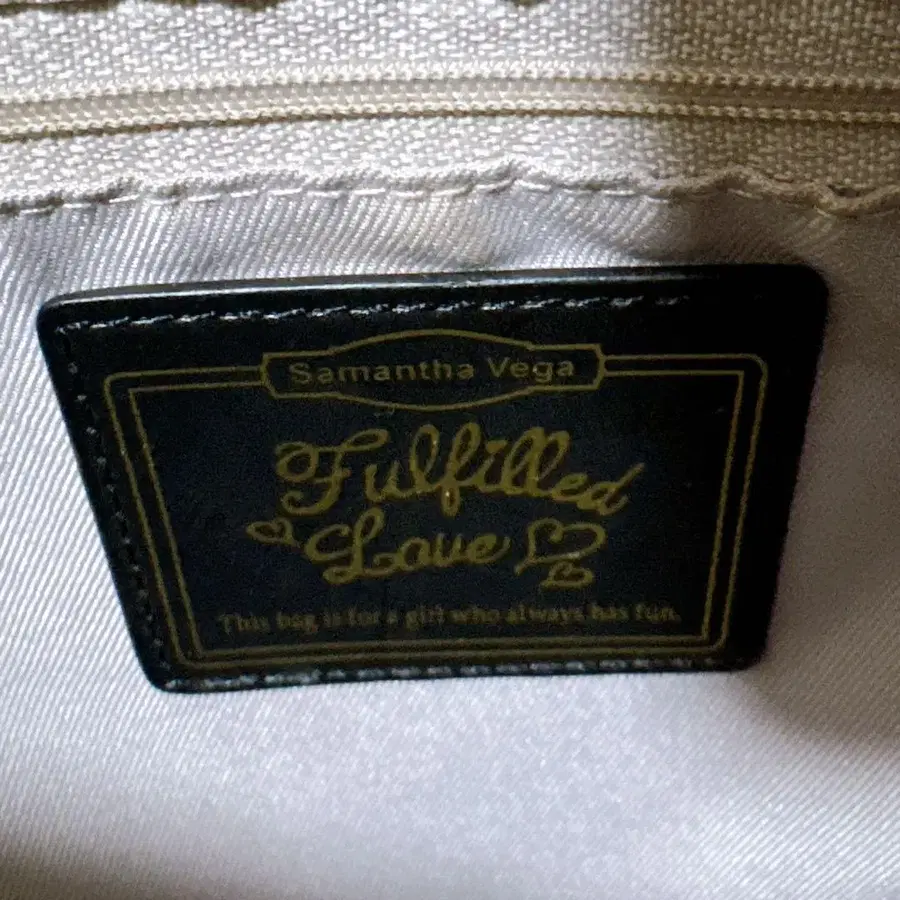 Samantha Vega
Fulfilled
Love
This bag is for a girl who always has fun.